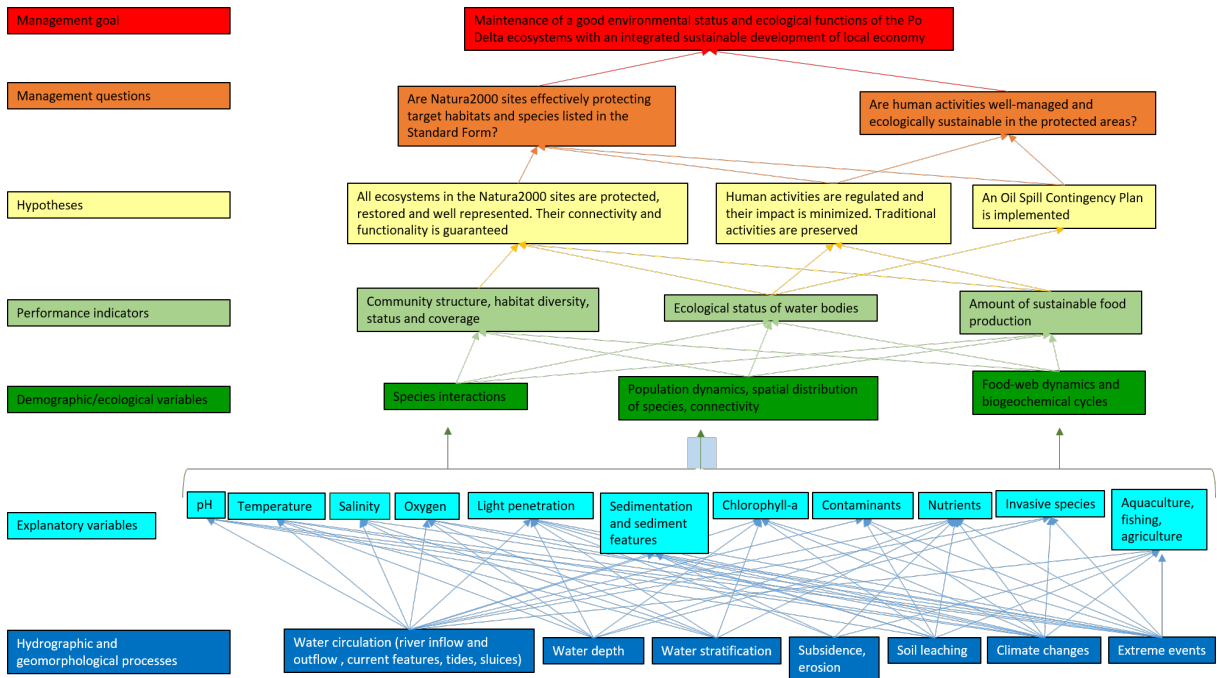 Management goal
Maintenance of a good environmental status and ecological functions of the Po
Delta ecosystems with an integrated sustainable development of local economy
Management questions
Are Natura2000 sites effectively protecting
target habitats and species listed in the
Standard Form?
Are human activities well-managed and
ecologically sustainable in the protected areas?
Hypotheses
All ecosystems in the Natura2000 sites are protected,
restored and well represented. Their connectivity and
functionality is guaranteed
Human activities are regulated and
their impact is minimized. Traditional
activities are preserved
An Oil Spill Contingency Plan
is implemented
Performance indicators
Community structure, habitat diversity,
status and coverage
Ecological status of water bodies
Amount of sustainable food
production
Demographic/ecological variables
Species interactions
Population dynamics, spatial distribution
of species, connectivity
Food-web dynamics and
biogeochemical cycles
Explanatory variables
pH
Temperature
Salinity
Oxygen
Light penetration
Sedimentation
and sediment
features
Chlorophyll-a
Contaminants
Nutrients
Invasive species
Aquaculture,
fishing,
agriculture
Hydrographic and
geomorphological processes
Water circulation (river inflow and
outflow , current features, tides, sluices)
Water depth
Water stratification
Subsidence,
erosion
Soil leaching
Climate changes
Extreme events